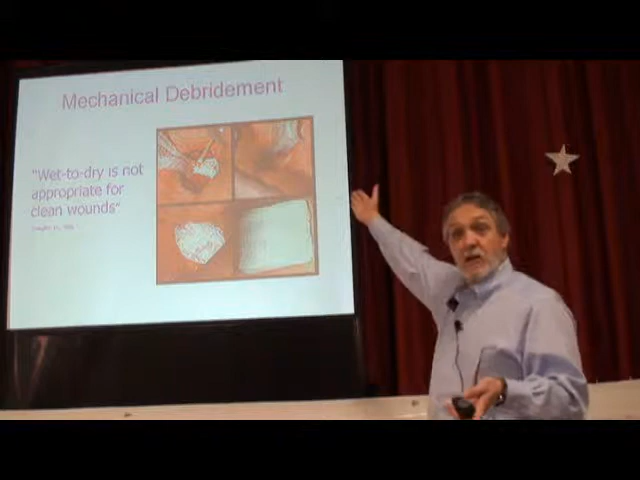 Mechanical Debridement
"Wet-to-dry is not
appropriate for
clean wounds"